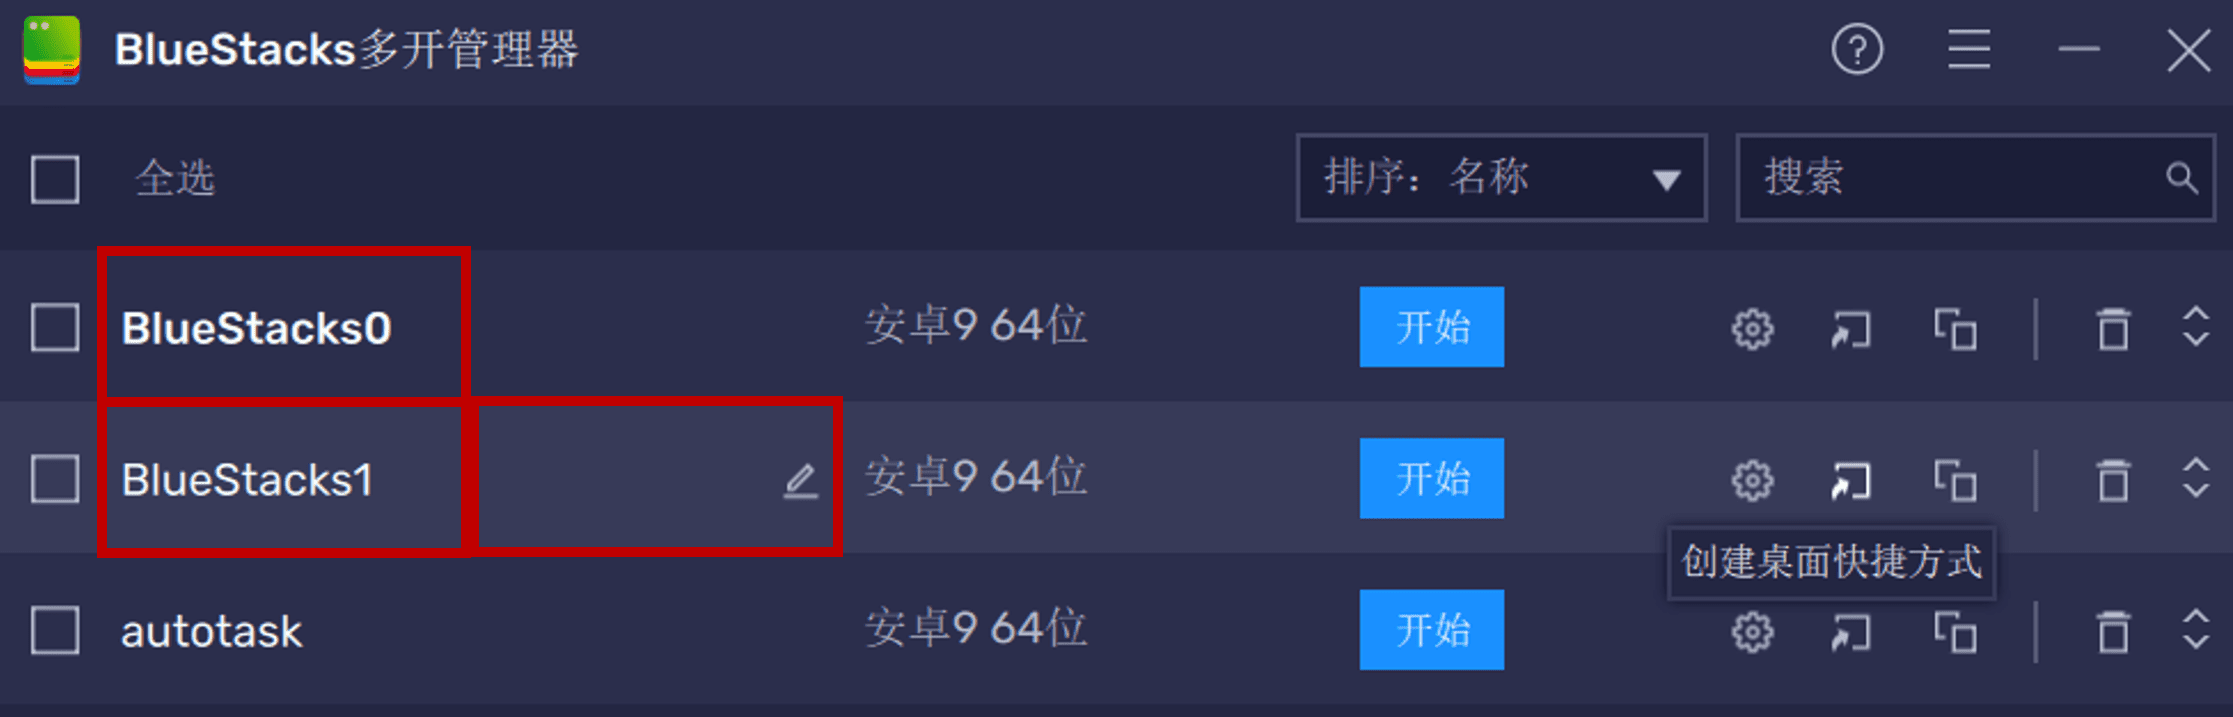 BlueStacks多开管理器
全选 排序：名称 搜索
BlueStacks0 安卓9 64位 开始
BlueStacks1 安卓9 64位 开始
创建桌面快捷方式
autotask 安卓9 64位 开始